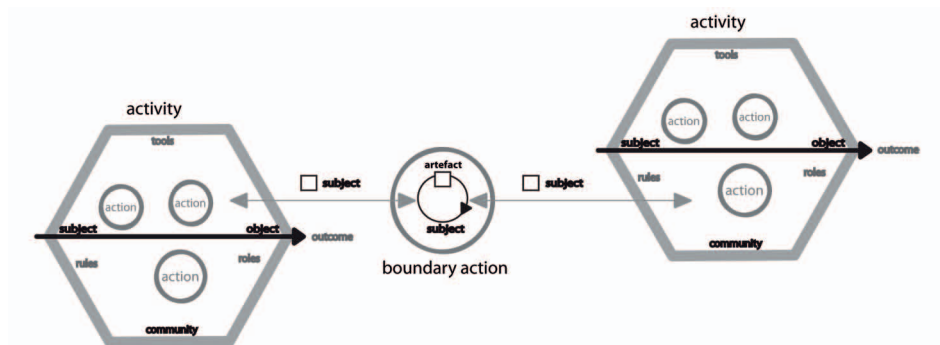 activity
tools
action
action
subject
object
outcome
rules
roles
action
community
subject
artefact
subject
boundary action
subject
activity
tools
action
action
subject
object
outcome
rules
roles
action
community